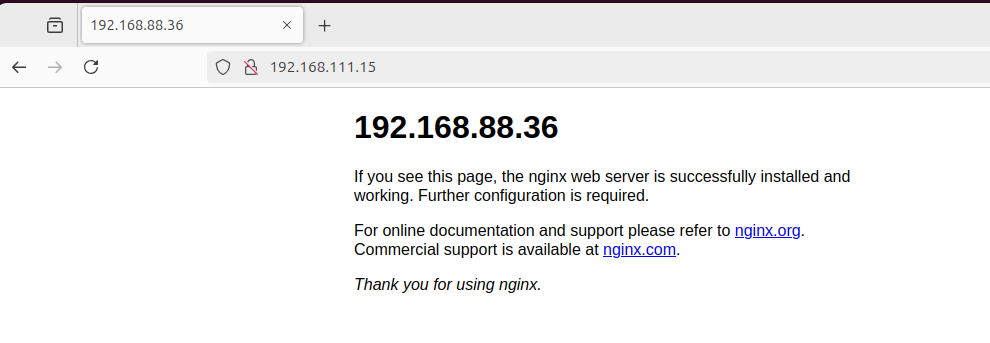 192.168.88.36
192.168.111.15
192.168.88.36
If you see this page, the nginx web server is successfully installed and
working. Further configuration is required.
For online documentation and support please refer to nginx.org.
Commercial support is available at nginx.com.
Thank you for using nginx.